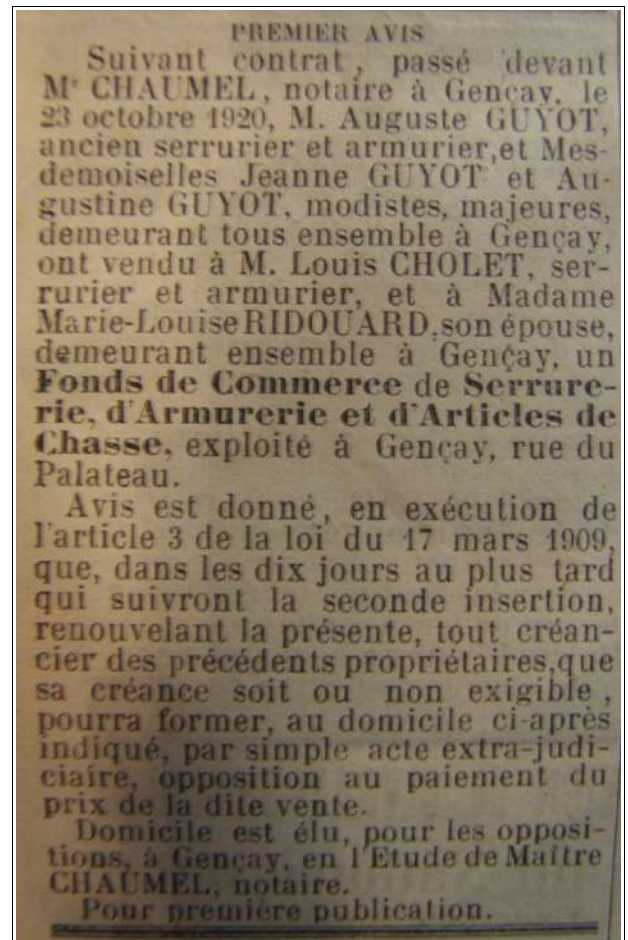 PREMIER AVIS
Suivant contrat, passé devant
Me CHAUMEL, notaire à Gençay, le
23 octobre 1920, M. Auguste GUYOT,
ancien serrurier et armurier, et Mes-
demoiselles Jeanne GUYOT et Au-
gustine GUYOT, modistes, majeures,
demeurant tous ensemble à Gençay,
ont vendu à M. Louis CHOLET, ser-
rurier et armurier, et à Madame
Marie-Louise RIDOUARD, son épouse,
demeurant ensemble à Gençay, un
Fonds de Commerce de Serrure-
rie, d'Armurerie et d'Articles de
Chasse, exploité à Gençay, rue du
Palateau.
Avis est donné, en exécution de
l'article 3 de la loi du 17 mars 1909,
que, dans les dix jours au plus tard
qui suivront la seconde insertion,
renouvelant la présente, tout créan-
cier des précédents propriétaires, que
sa créance soit ou non exigible,
pourra former, au domicile ci-après
indiqué, par simple acte extra-judi-
ciaire, opposition au paiement du
prix de la dite vente.
Domicile est élu, pour les opposi-
tions, à Gençay, en l'Etude de Maître
CHAUMEL, notaire.
Pour première publication.